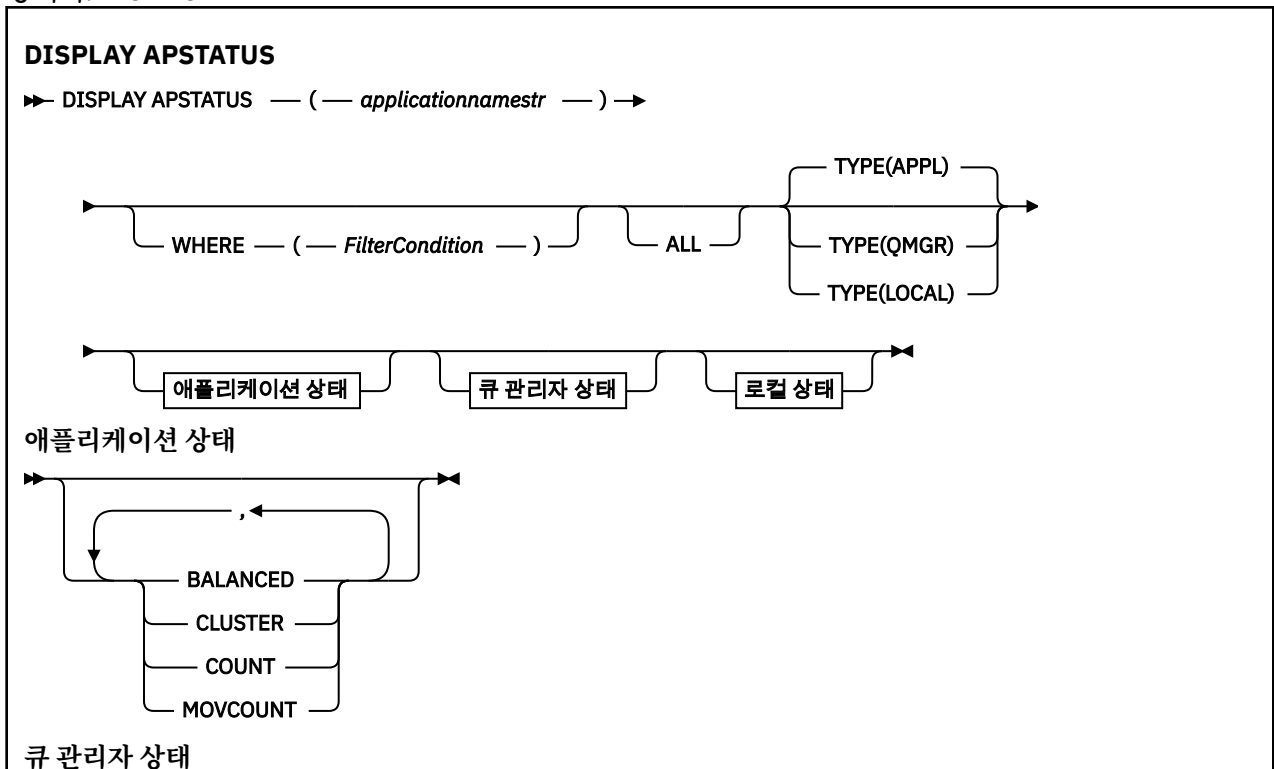 DISPLAY APSTATUS
DISPLAY APSTATUS ( applicationnamestr )
TYPE(APPL)
WHERE ( FilterCondition ) ALL TYPE(QMGR)
TYPE(LOCAL)
애플리케이션 상태 큐 관리자 상태 로컬 상태
애플리케이션 상태
,
BALANCED
CLUSTER
COUNT
MOVCOUNT
큐 관리자 상태